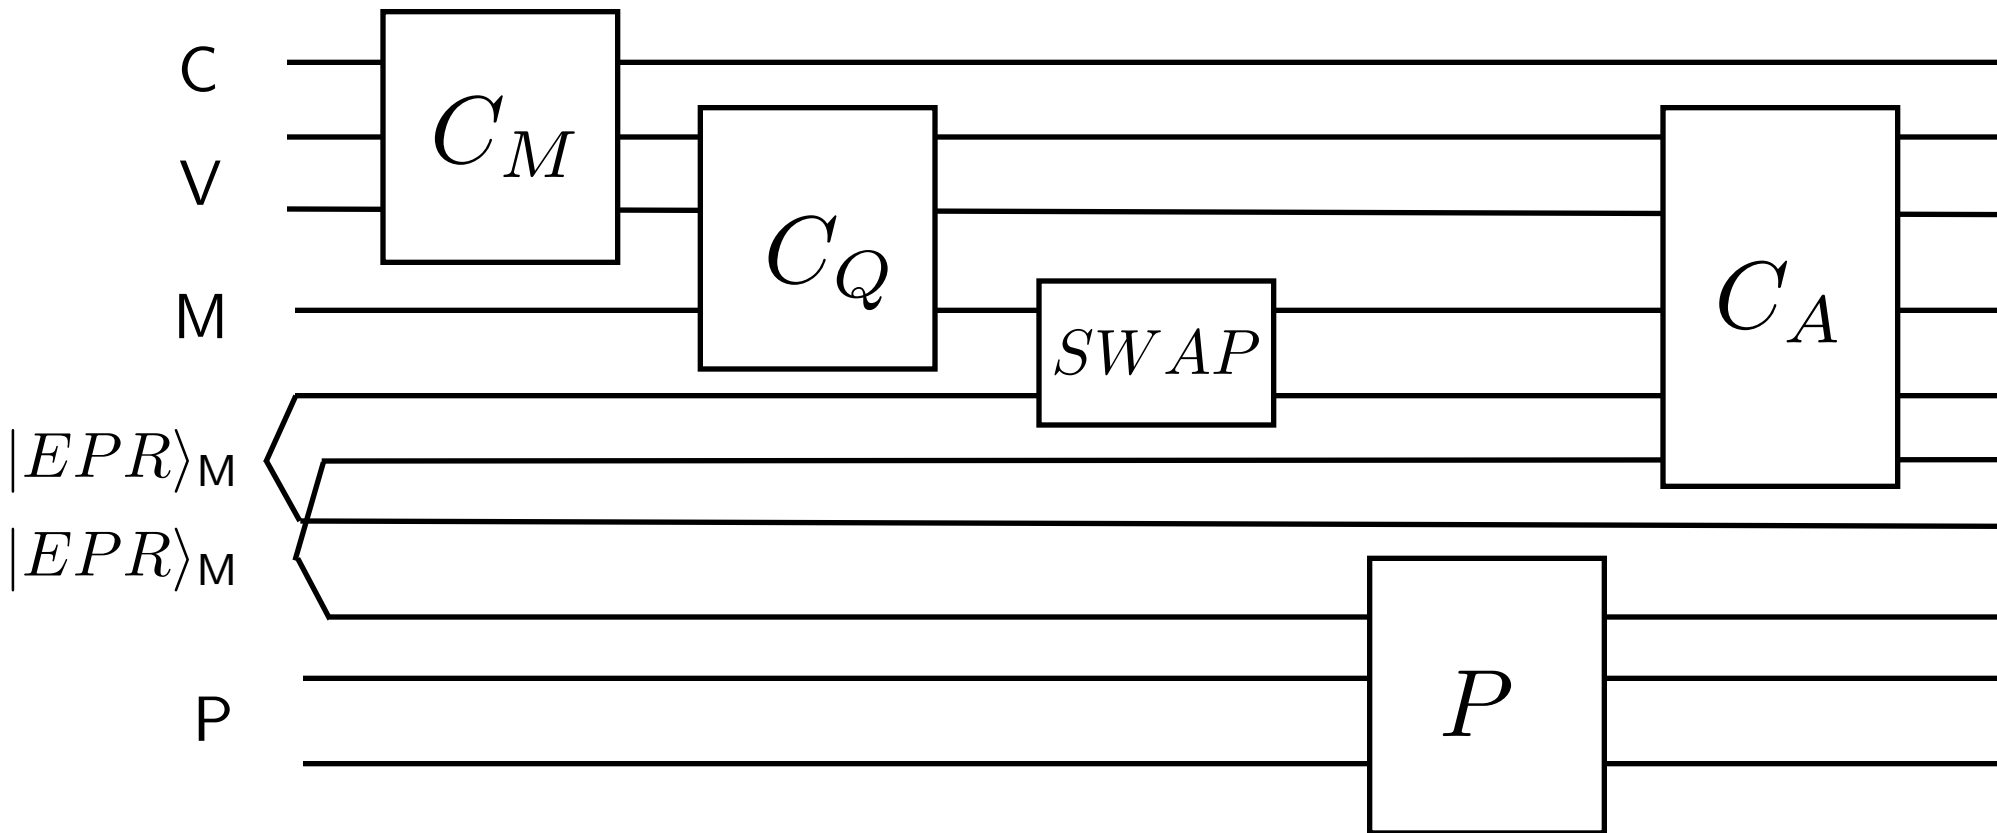 C
C_M
V
C_Q
M
C_A
SWAP
|EPR⟩_M
|EPR⟩_M
P
P